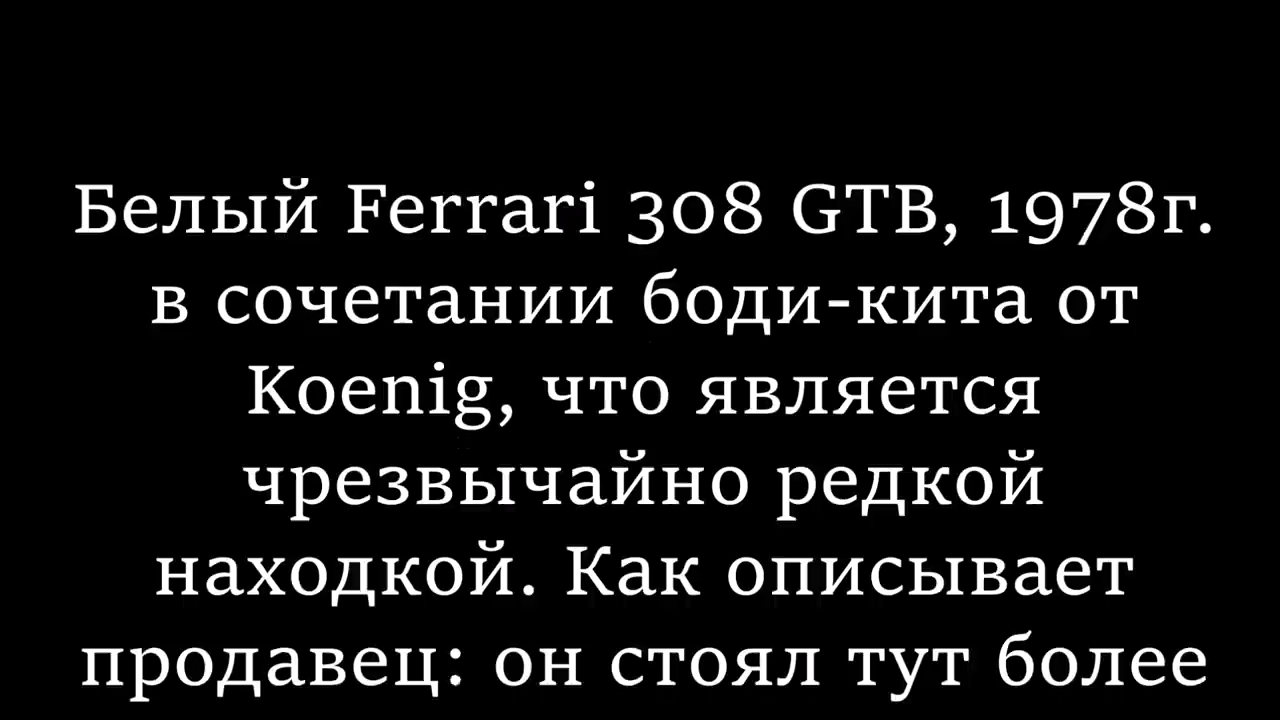 Белый Ferrari 308 GTB, 1978г.
в сочетании боди-кита от
Koenig, что является
чрезвычайно редкой
находкой. Как описывает
продавец: он стоял тут более